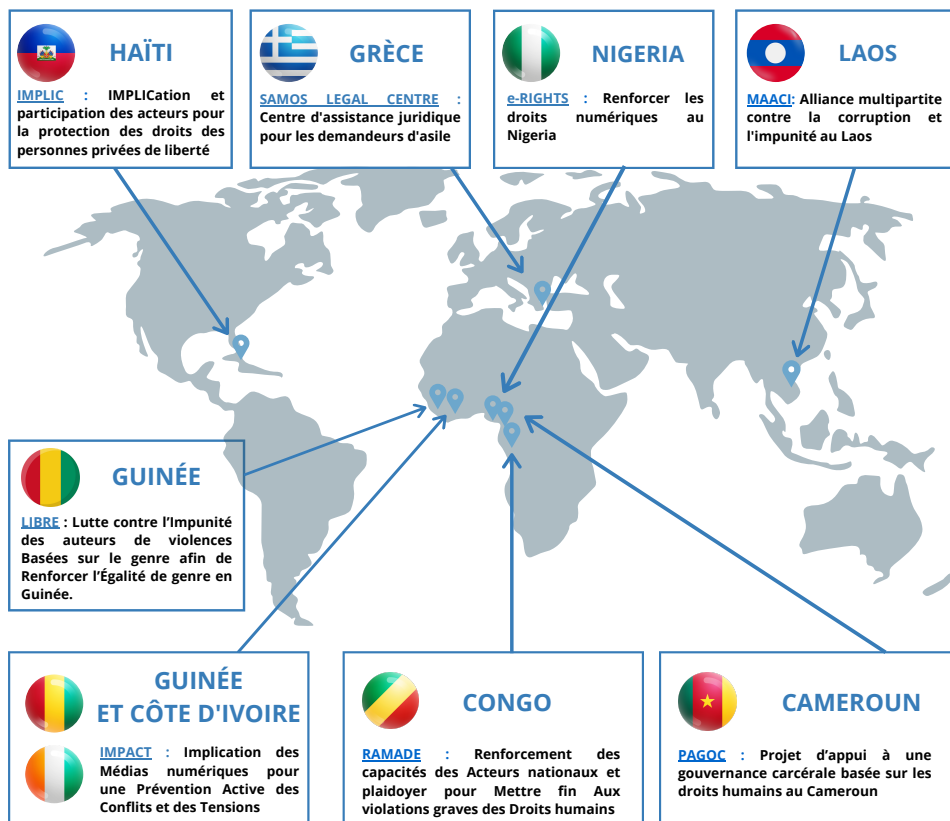 HAÏTI
IMPLIC : IMPLICation et
participation des acteurs pour
la protection des droits des
personnes privées de liberté
GRÈCE
SAMOS LEGAL CENTRE :
Centre d'assistance juridique
pour les demandeurs d'asile
NIGERIA
e-RIGHTS : Renforcer les
droits numériques au
Nigeria
LAOS
MAACI: Alliance multipartite
contre la corruption et
l'impunité au Laos
GUINÉE
LIBRE : Lutte contre l’Impunité
des auteurs de violences
Basées sur le genre afin de
Renforcer l’Égalité de genre en
Guinée.
GUINÉE
ET CÔTE D'IVOIRE
IMPACT : Implication des
Médias numériques pour
une Prévention Active des
Conflits et des Tensions
CONGO
RAMADE : Renforcement des
capacités des Acteurs nationaux et
plaidoyer pour Mettre fin Aux
violations graves des Droits humains
CAMEROUN
PAGOC : Projet d’appui à une
gouvernance carcérale basée sur les
droits humains au Cameroun